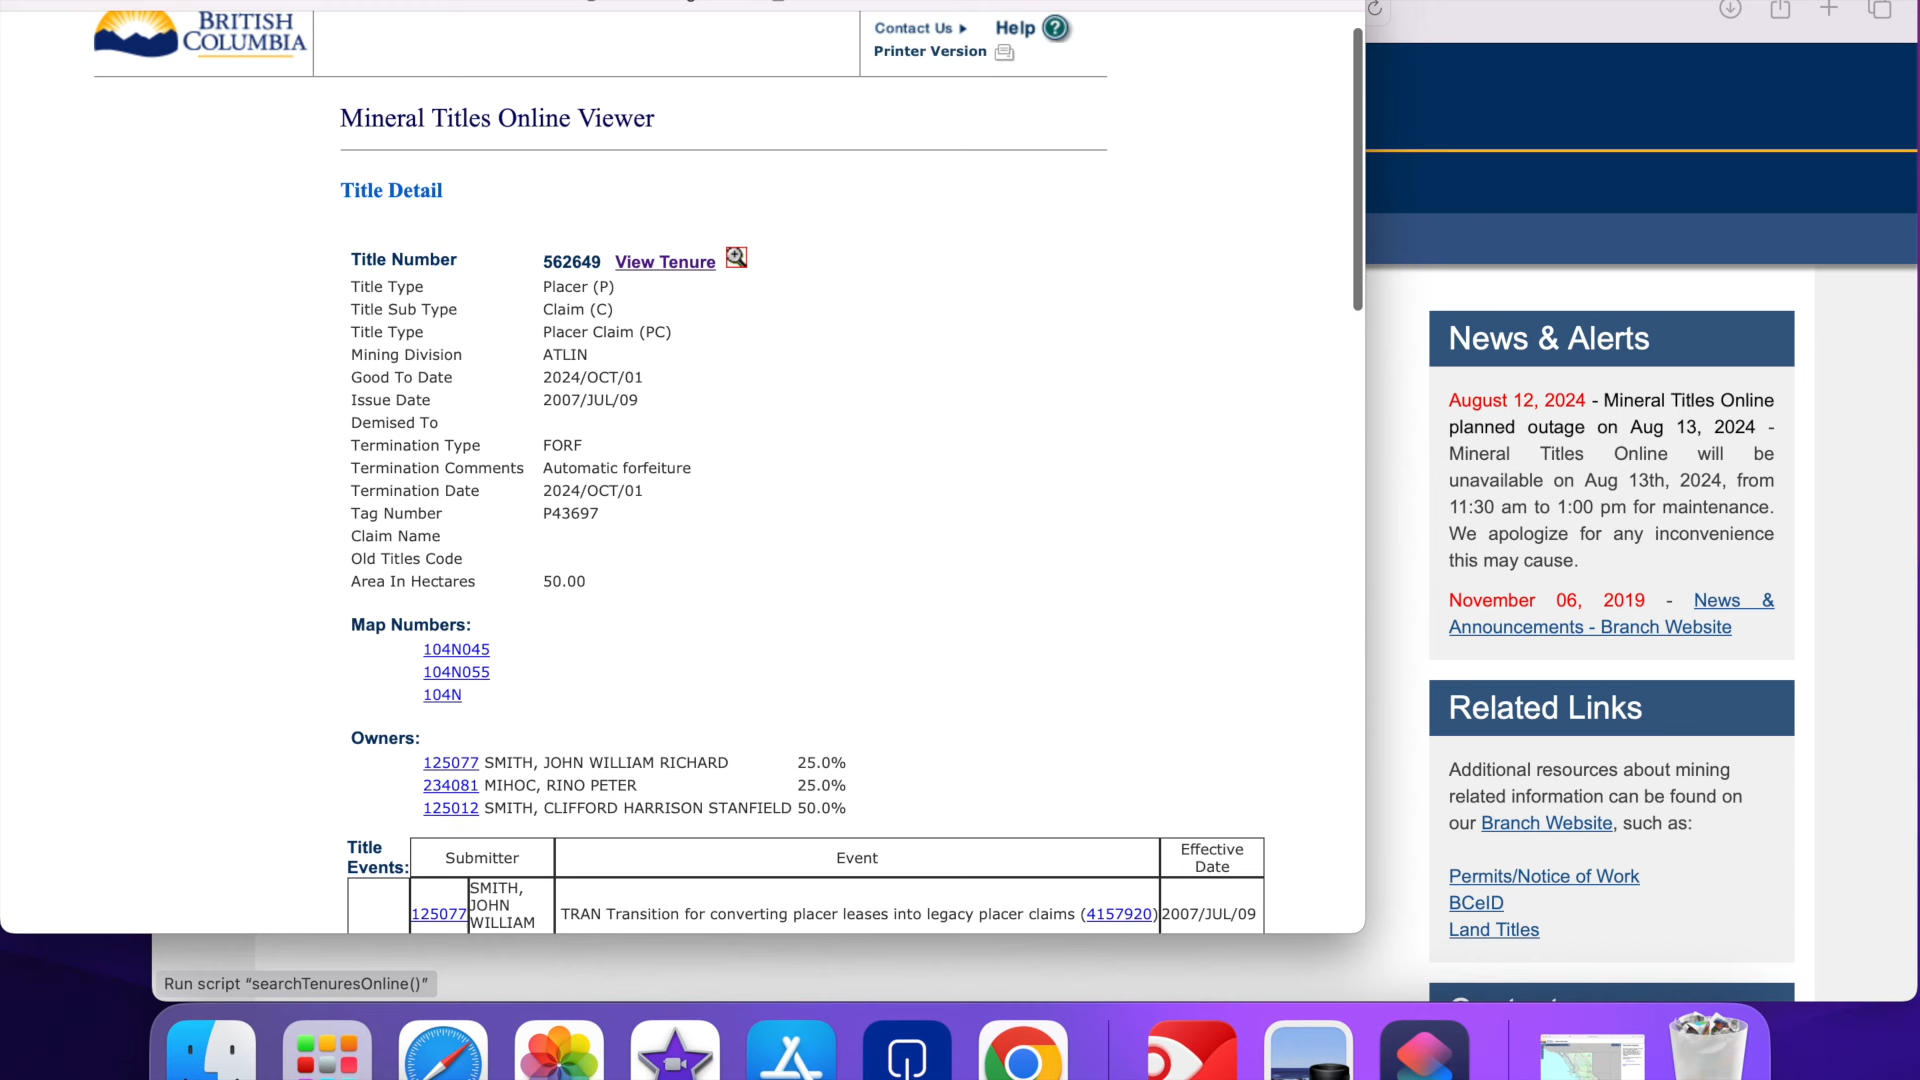 BRITISH
COLUMBIA
Contact Us
Help ?
Printer Version
Mineral Titles Online Viewer
Title Detail
Title Number 562649 View Tenure
Title Type Placer (P)
Title Sub Type Claim (C)
Title Type Placer Claim (PC)
Mining Division ATLIN
Good To Date 2024/OCT/01
Issue Date 2007/JUL/09
Demised To
Termination Type FORF
Termination Comments Automatic forfeiture
Termination Date 2024/OCT/01
Tag Number P43697
Claim Name
Old Titles Code
Area In Hectares 50.00
Map Numbers:
104N045
104N055
104N
Owners:
125077 SMITH, JOHN WILLIAM RICHARD 25.0%
234081 MIHOC, RINO PETER 25.0%
125012 SMITH, CLIFFORD HARRISON STANFIELD 50.0%
Title
Events:
Submitter
Event
Effective
Date
125077
SMITH,
JOHN
WILLIAM
TRAN Transition for converting placer leases into legacy placer claims (4157920)
2007/JUL/09
News & Alerts
August 12, 2024 - Mineral Titles Online
planned outage on Aug 13, 2024 -
Mineral Titles Online will be
unavailable on Aug 13th, 2024, from
11:30 am to 1:00 pm for maintenance.
We apologize for any inconvenience
this may cause.
November 06, 2019 - News &
Announcements - Branch Website
Related Links
Additional resources about mining
related information can be found on
our Branch Website, such as:
Permits/Notice of Work
BCeID
Land Titles
Run script “searchTenuresOnline()”